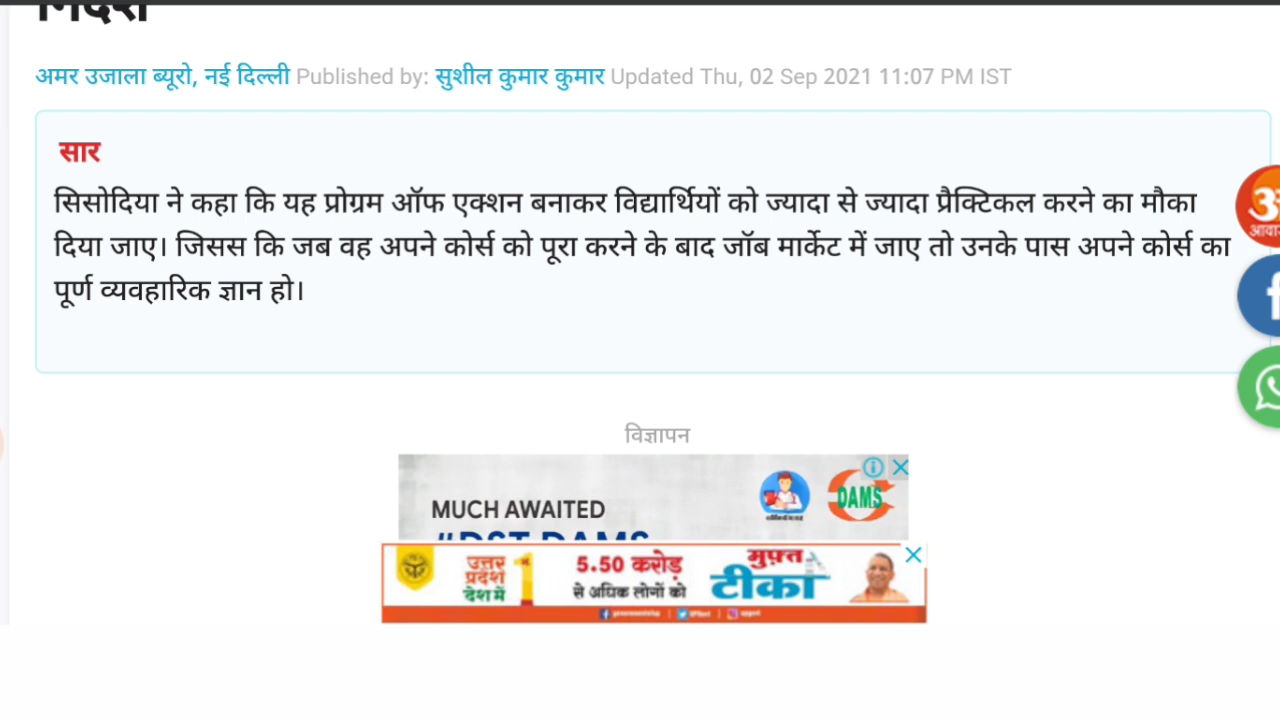 निर्देश
अमर उजाला ब्यूरो, नई दिल्ली Published by: सुशील कुमार कुमार Updated Thu, 02 Sep 2021 11:07 PM IST
सार
सिसोदिया ने कहा कि यह प्रोग्रम ऑफ एक्शन बनाकर विद्यार्थियों को ज्यादा से ज्यादा प्रैक्टिकल करने का मौका
दिया जाए। जिसस कि जब वह अपने कोर्स को पूरा करने के बाद जॉब मार्केट में जाए तो उनके पास अपने कोर्स का
पूर्ण व्यवहारिक ज्ञान हो।
विज्ञापन
MUCH AWAITED
#DST DAMS
DAMS
उत्तर
प्रदेश
देश में
1
5.50 करोड़
से अधिक लोगों को
मुफ़्त
टीका